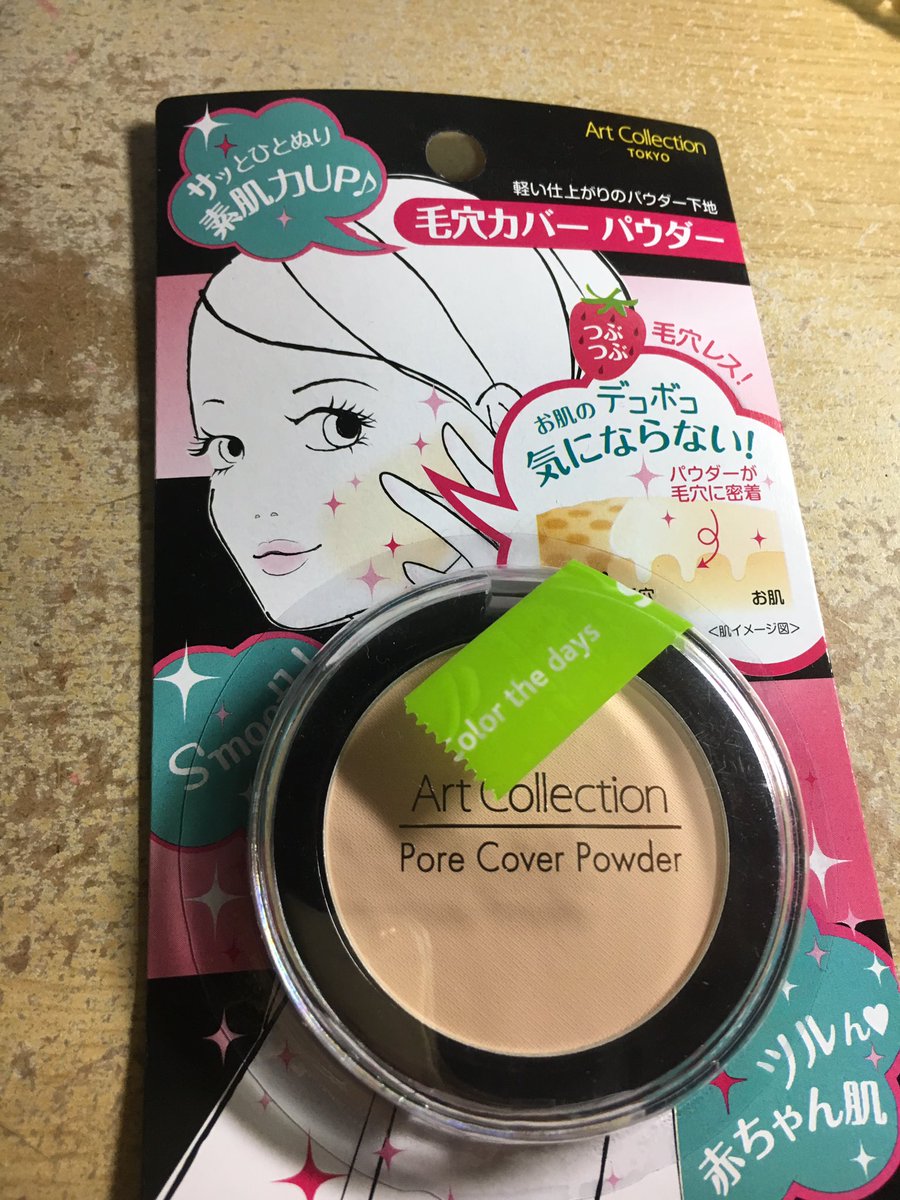 サッとひとぬり
素肌力UP♪
Art Collection
TOKYO
軽い仕上がりのパウダー下地
毛穴カバー パウダー
つぶ
つぶ
毛穴レス!
お肌のデコボコ
気にならない!
パウダーが
毛穴に密着
穴
お肌
<肌イメージ図>
color the days
Art Collection
Pore Cover Powder
ツルん♥
赤ちゃん肌